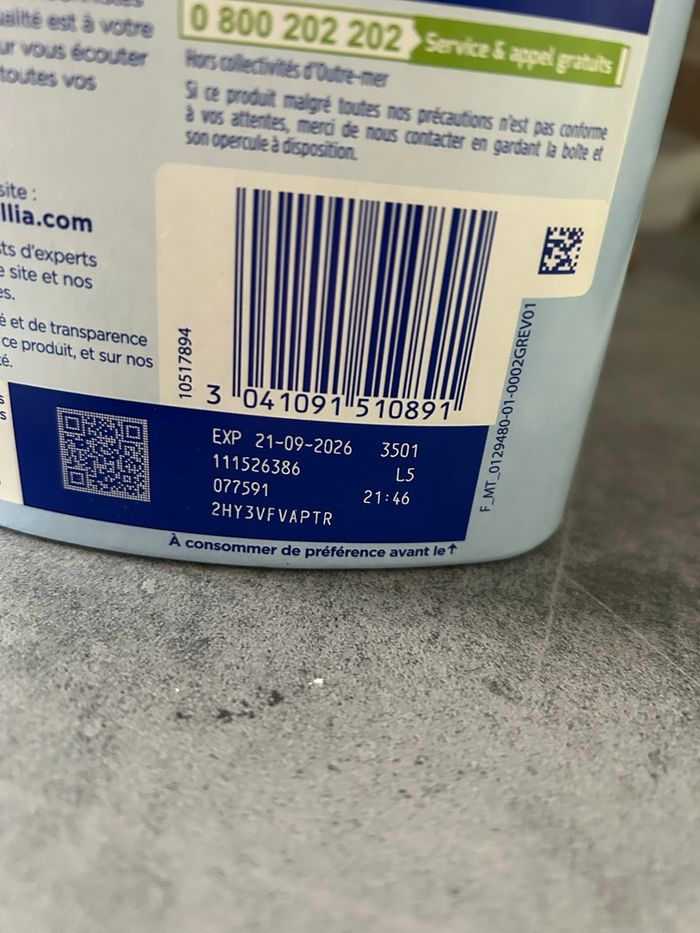 alité est à votre
ur vous écouter
toutes vos
0 800 202 202 Service & appel gratuits
Hors collectivités d'Outre-mer
Si ce produit malgré toutes nos précautions n'est pas conforme
à vos attentes, merci de nous contacter en gardant la boîte et
son opercule à disposition.
site :
llia.com
ts d'experts
e site et nos
es.
é et de transparence
ce produit, et sur nos
té.
10517894
3 041091 510891
F_MT_0129480-01-0002GREV01
EXP 21-09-2026 3501
111526386 L5
077591 21:46
2HY3VFVAPTR
À consommer de préférence avant le↑